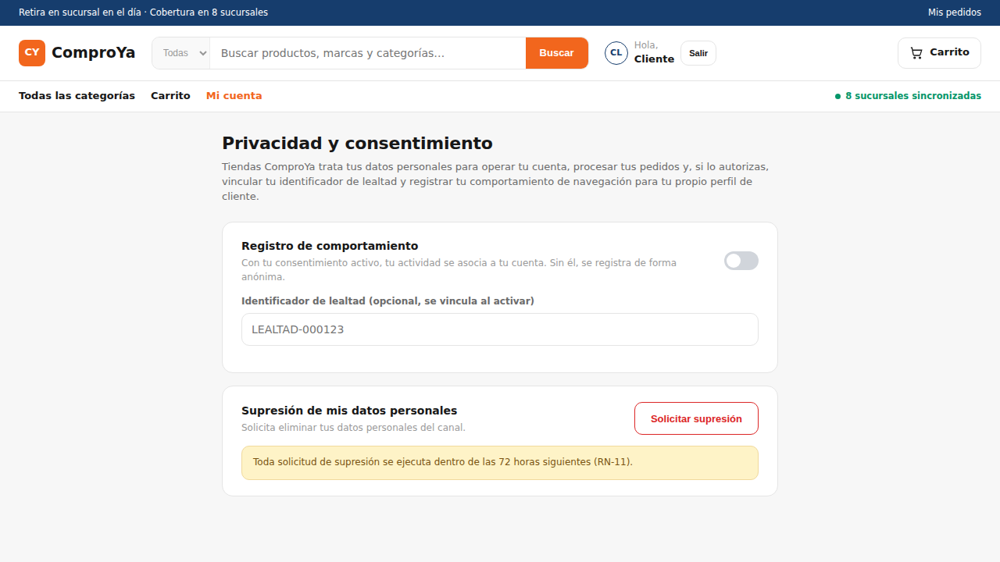 Retira en sucursal en el día · Cobertura en 8 sucursales
Mis pedidos
CY
ComproYa
Todas
Buscar productos, marcas y categorías...
Buscar
CL
Hola,
Cliente
Salir
Carrito
Todas las categorías
Carrito
Mi cuenta
8 sucursales sincronizadas
Privacidad y consentimiento
Tiendas ComproYa trata tus datos personales para operar tu cuenta, procesar tus pedidos y, si lo autorizas,
vincular tu identificador de lealtad y registrar tu comportamiento de navegación para tu propio perfil de
cliente.
Registro de comportamiento
Con tu consentimiento activo, tu actividad se asocia a tu cuenta. Sin él, se registra de forma
anónima.
Identificador de lealtad (opcional, se vincula al activar)
LEALTAD-000123
Supresión de mis datos personales
Solicita eliminar tus datos personales del canal.
Solicitar supresión
Toda solicitud de supresión se ejecuta dentro de las 72 horas siguientes (RN-11).